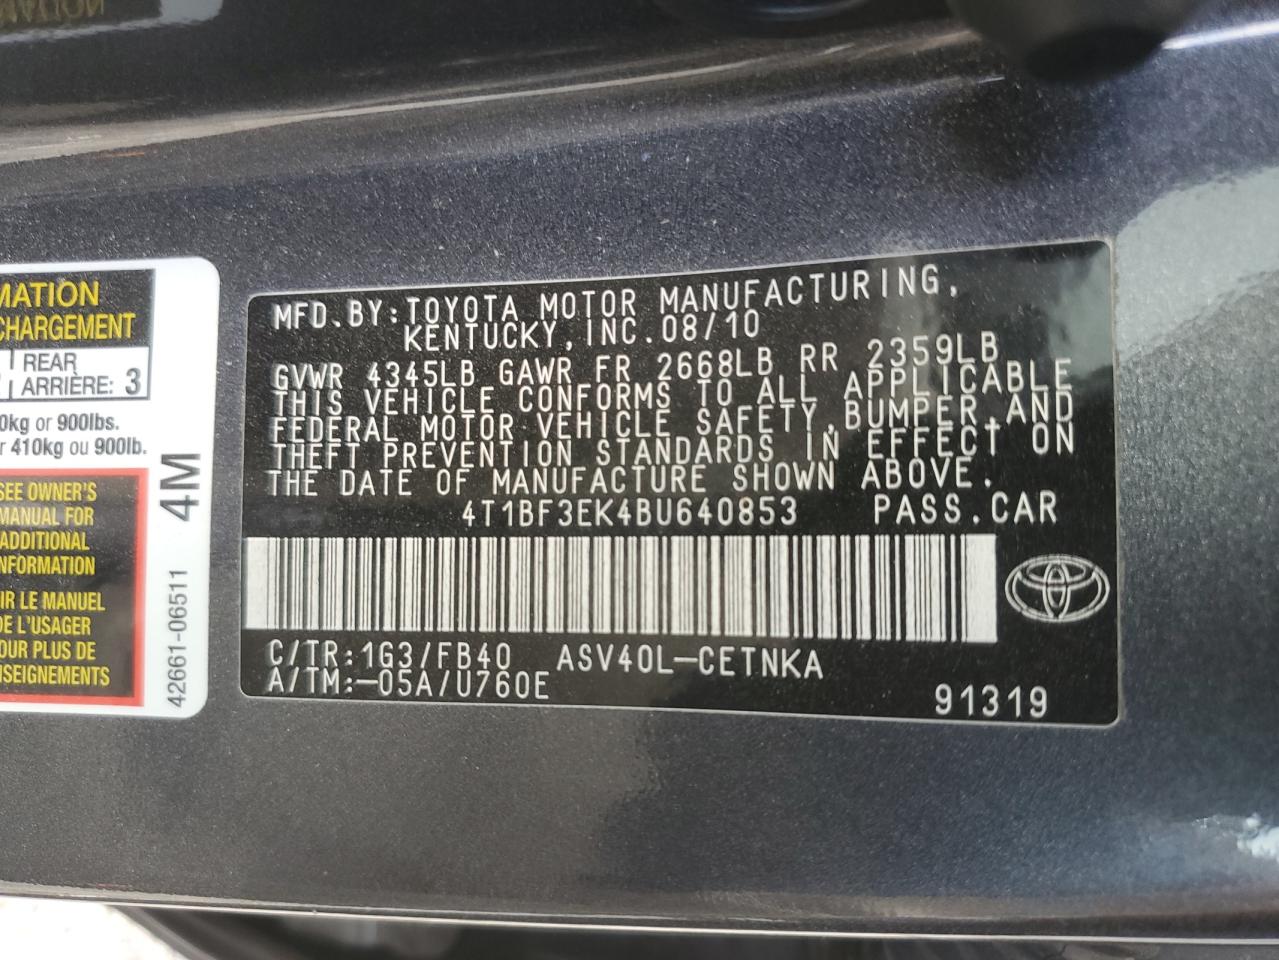 MATION
CHARGEMENT
REAR
ARRIÈRE: 3
0kg or 900lbs.
r 410kg ou 900lb.
SEE OWNER'S
MANUAL FOR
ADDITIONAL
NFORMATION
IR LE MANUEL
DE L'USAGER
OUR PLUS DE
NSEIGNEMENTS
4M
42661-06511
MFD.BY:TOYOTA MOTOR MANUFACTURING,
KENTUCKY,INC.08/10
GVWR 4345LB GAWR FR 2668LB RR 2359LB
THIS VEHICLE CONFORMS TO ALL APPLICABLE
FEDERAL MOTOR VEHICLE SAFETY,BUMPER,AND
THEFT PREVENTION STANDARDS IN EFFECT ON
THE DATE OF MANUFACTURE SHOWN ABOVE.
4T1BF3EK4BU640853 PASS.CAR
C/TR:1G3/FB40 ASV40L-CETNKA
A/TM:-05A/U760E
91319